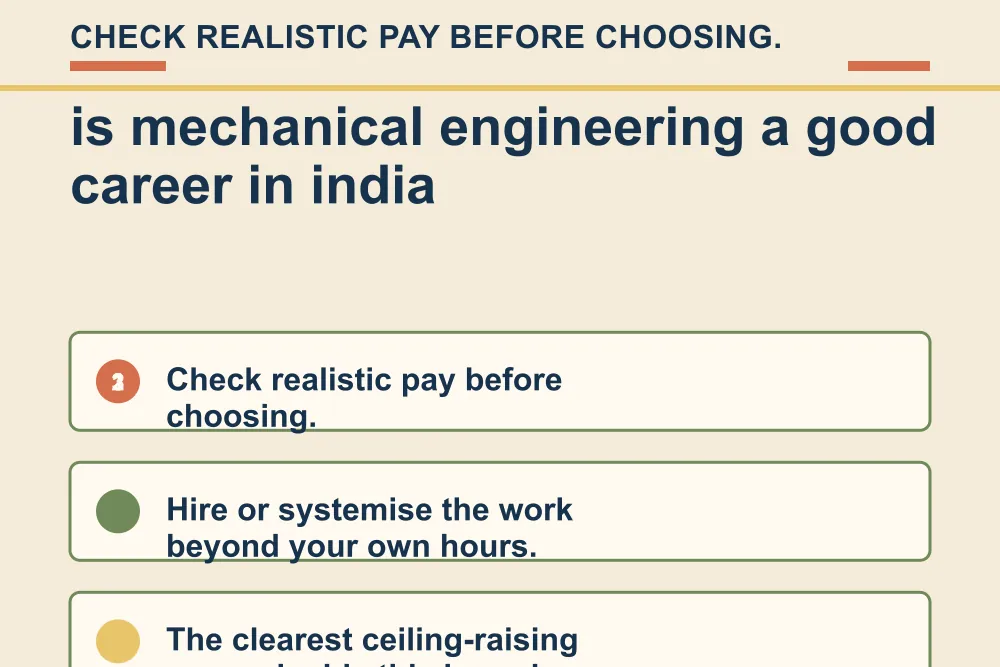 CHECK REALISTIC PAY BEFORE CHOOSING.
is mechanical engineering a good
career in india
Check realistic pay before
choosing.
Hire or systemise the work
beyond your own hours.
The clearest ceiling-raising